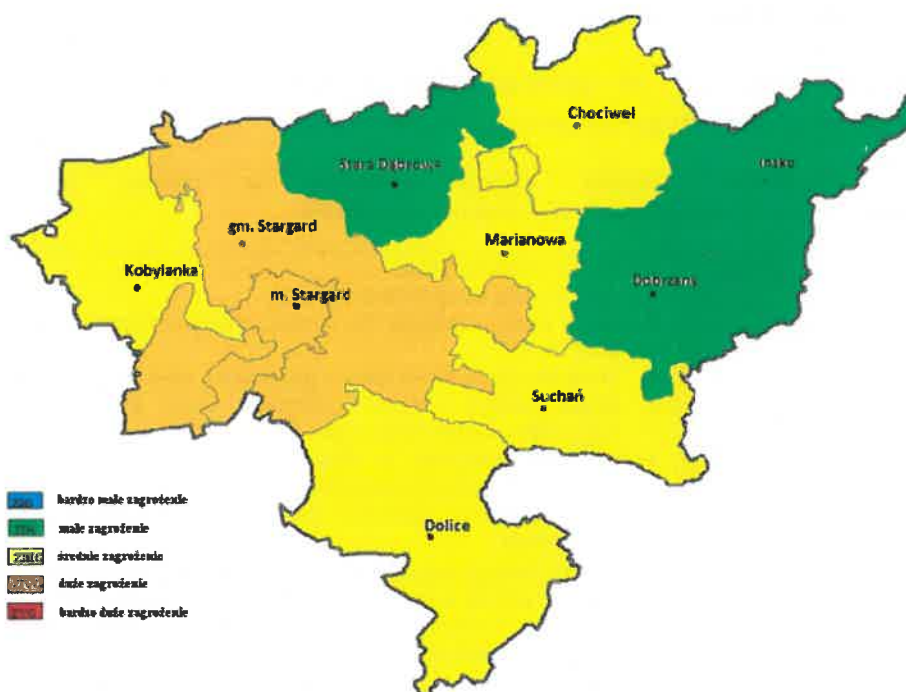 Chociweł
Stara Dąbrowa
Ińsko
gm. Stargard
Marianowa
Kobylanka
Dobrzany
m. Stargard
Suchań
Dolice
bardzo małe zagrożenie
małe zagrożenie
średnie zagrożenie
duże zagrożenie
bardzo duże zagrożenie